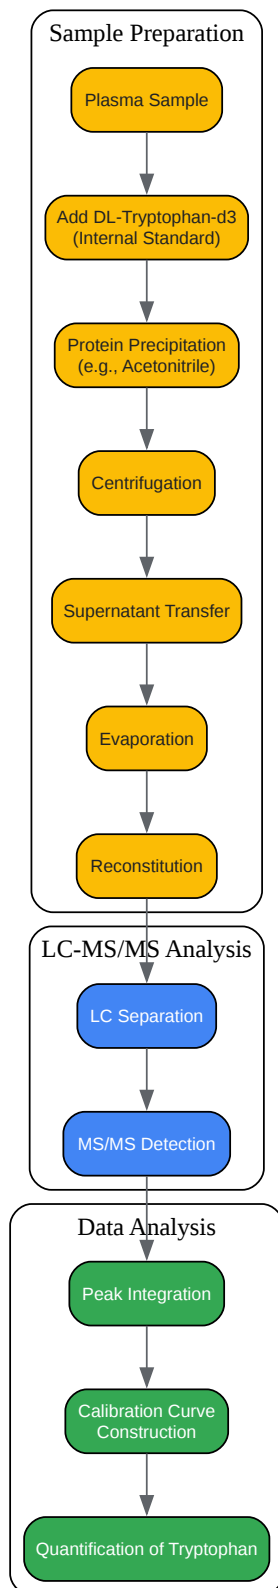 Sample Preparation
Plasma Sample
Add DL-Tryptophan-d3
(Internal Standard)
Protein Precipitation
(e.g., Acetonitrile)
Centrifugation
Supernatant Transfer
Evaporation
Reconstitution
LC-MS/MS Analysis
LC Separation
MS/MS Detection
Data Analysis
Peak Integration
Calibration Curve
Construction
Quantification of Tryptophan